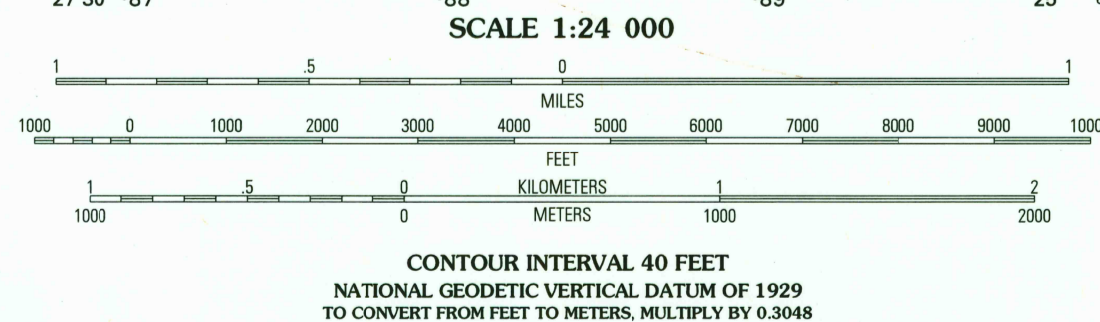 27'30" 87 88 89 25'
SCALE 1:24 000
1 .5 0 1
MILES
1000 0 1000 2000 3000 4000 5000 6000 7000 8000 9000 1000
FEET
1 .5 0 KILOMETERS 1 2
1000 0 METERS 1000 2000
CONTOUR INTERVAL 40 FEET
NATIONAL GEODETIC VERTICAL DATUM OF 1929
TO CONVERT FROM FEET TO METERS, MULTIPLY BY 0.3048